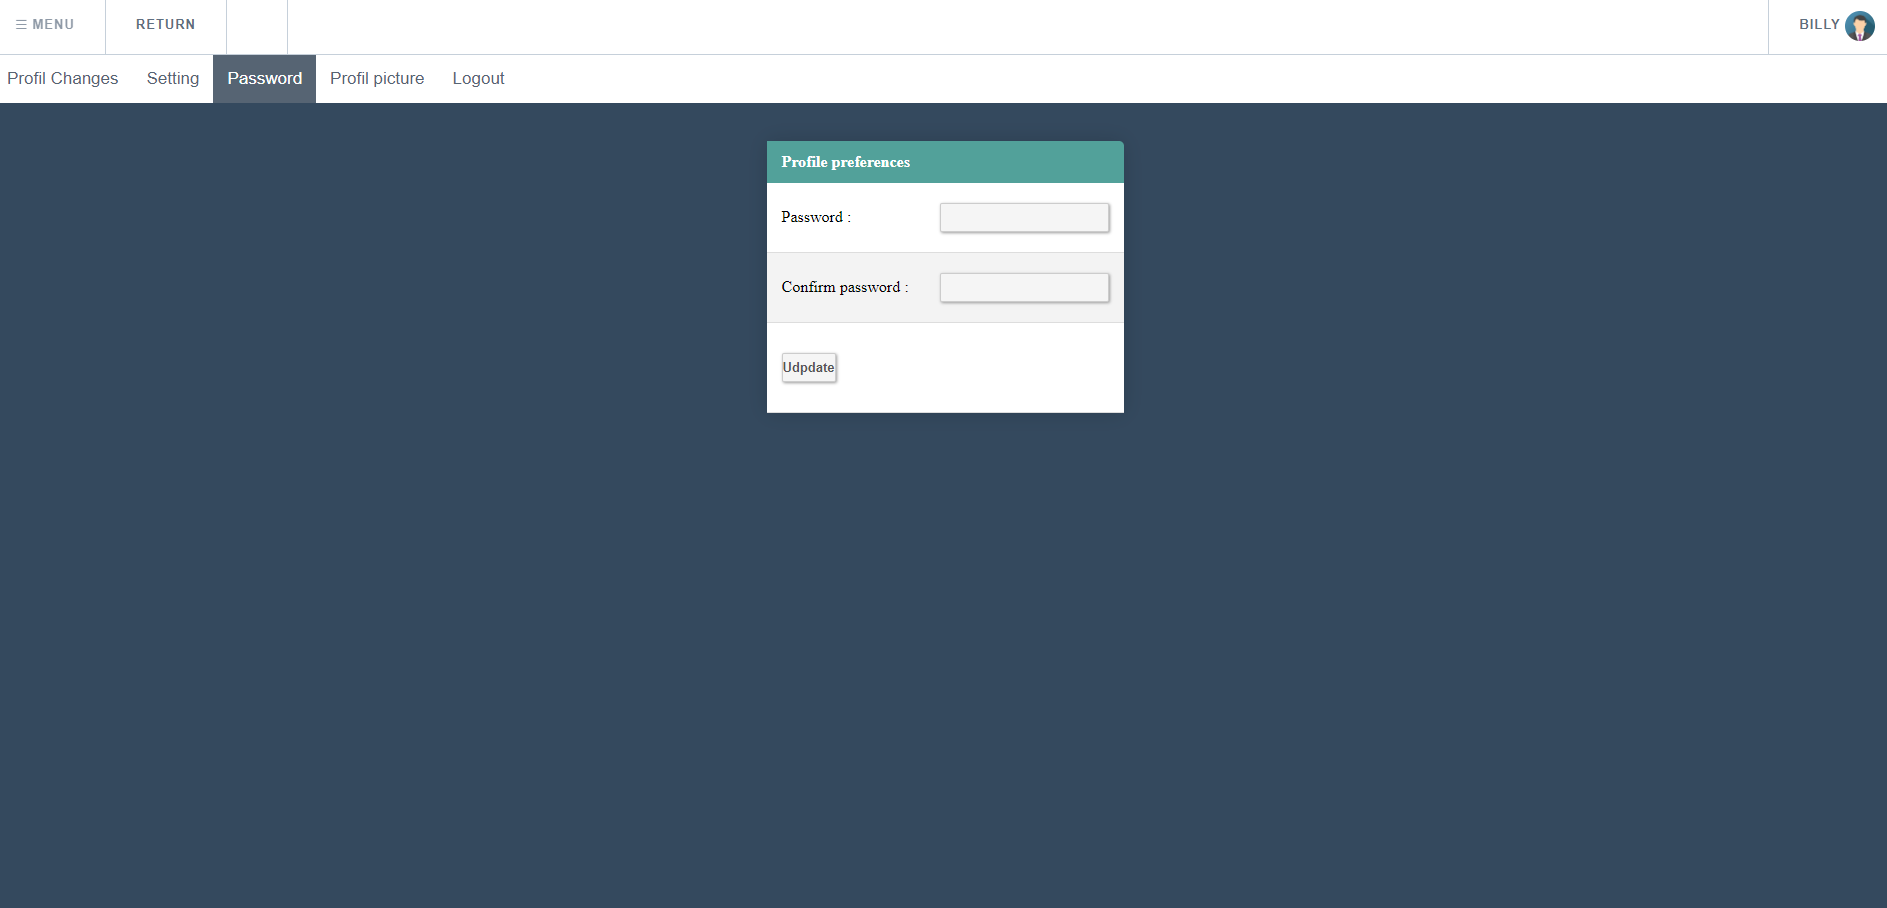 ☰ MENU RETURN BILLY
Profil Changes Setting Password Profil picture Logout
Profile preferences
Password :
Confirm password :
Udpdate